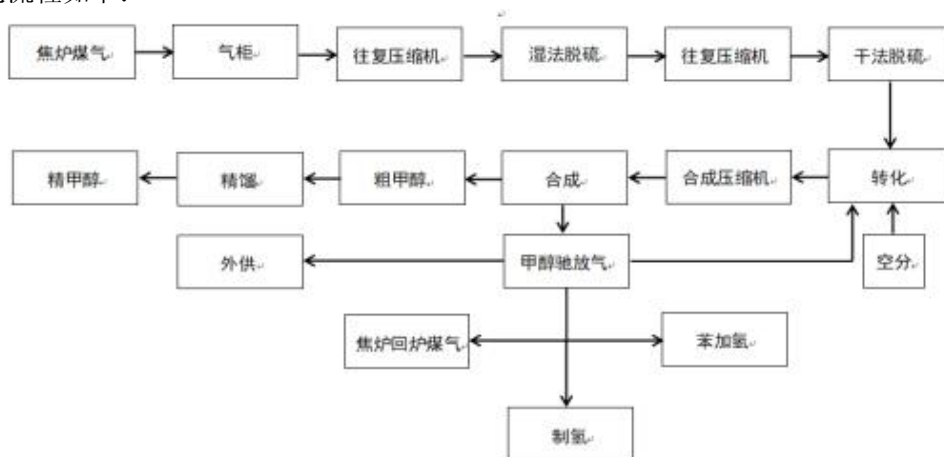 焦炉煤气
气柜
往复压缩机
湿法脱硫
往复压缩机
干法脱硫
精甲醇
精馏
粗甲醇
合成
合成压缩机
转化
外供
甲醇驰放气
空分
焦炉回炉煤气
苯加氢
制氢